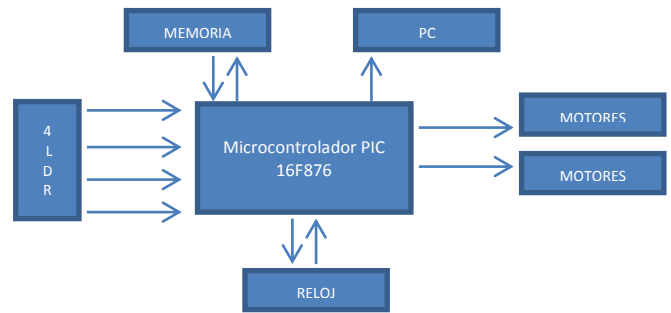 MEMORIA
PC
4
L
D
R
Microcontrolador PIC
16F876
MOTORES
MOTORES
RELOJ